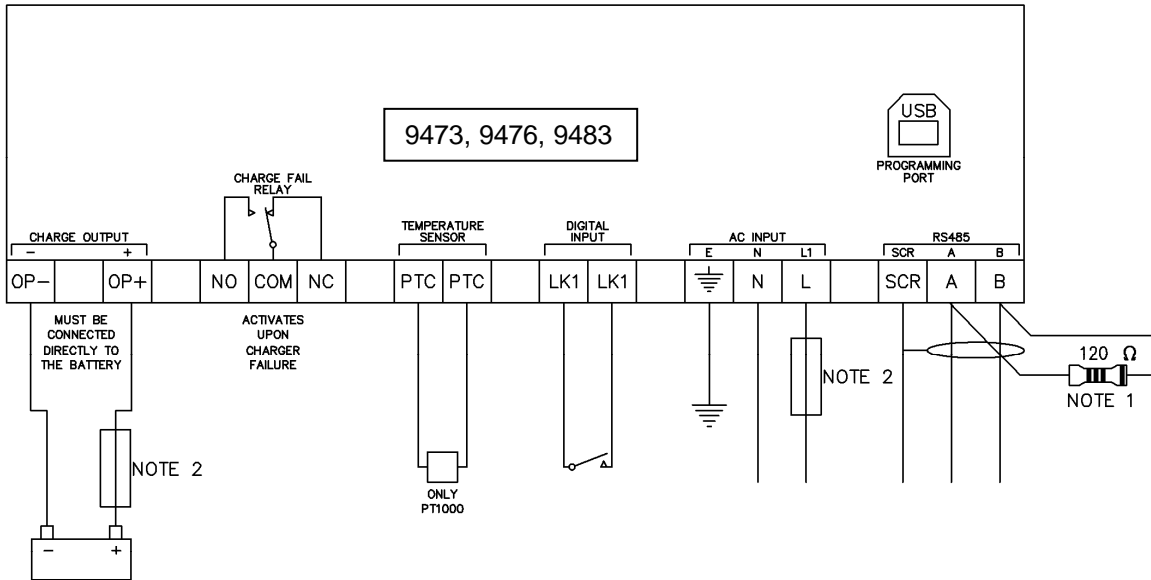 9473, 9476, 9483
USB
PROGRAMMING
PORT
CHARGE FAIL
RELAY
CHARGE OUTPUT
- +
TEMPERATURE
SENSOR
DIGITAL
INPUT
AC INPUT
E N L1
RS485
SCR A B
OP- OP+ NO COM NC PTC PTC LK1 LK1 N L SCR A B
MUST BE
CONNECTED
DIRECTLY TO
THE BATTERY
ACTIVATES
UPON
CHARGER
FAILURE
NOTE 2
120 Ω
NOTE 1
NOTE 2
ONLY
PT1000
- +